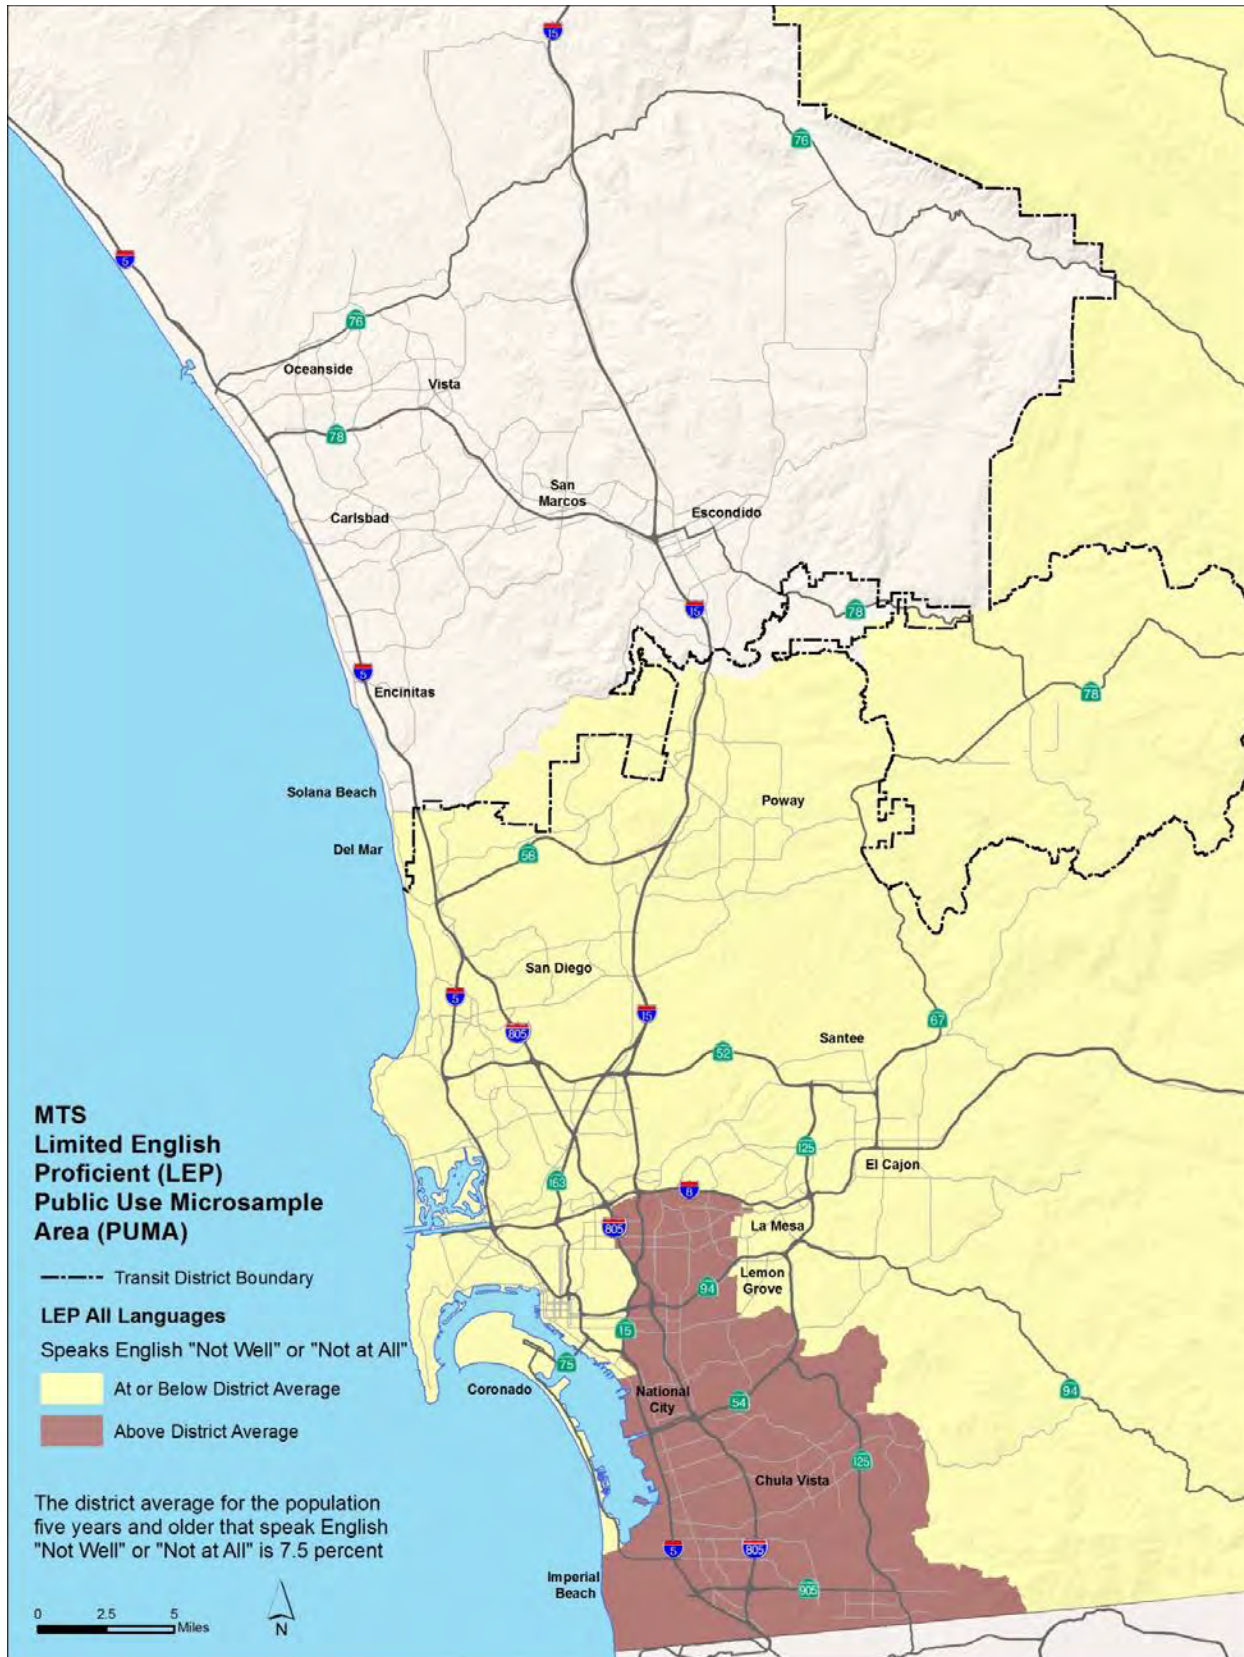 15
76
5
76
Oceanside
Vista
78
San
Marcos
Carlsbad
Escondido
15
78
5
Encinitas
78
Solana Beach
Poway
Del Mar
56
San Diego
5
15
67
805
Santee
52
MTS
Limited English
Proficient (LEP)
Public Use Microsample
Area (PUMA)
Transit District Boundary
LEP All Languages
Speaks English "Not Well" or "Not at All"
At or Below District Average
Above District Average
The district average for the population
five years and older that speak English
"Not Well" or "Not at All" is 7.5 percent
0 2.5 5
Miles
N
125
El Cajon
163
8
805
La Mesa
Lemon
Grove
94
15
75
Coronado
National
City
54
94
125
Chula Vista
5
805
Imperial
Beach
905